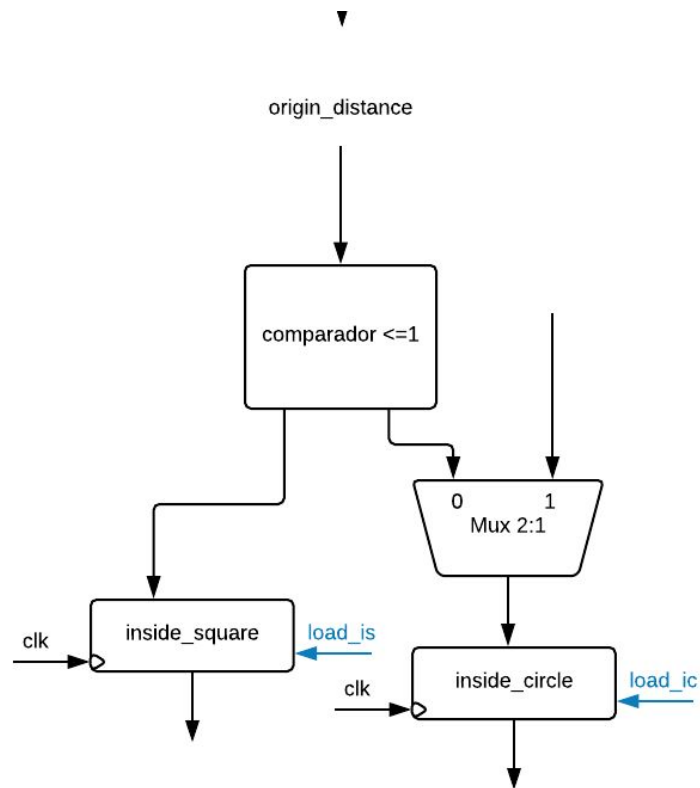 origin_distance
comparador <=1
0 1
Mux 2:1
inside_square
load_is
clk
inside_circle
load_ic
clk